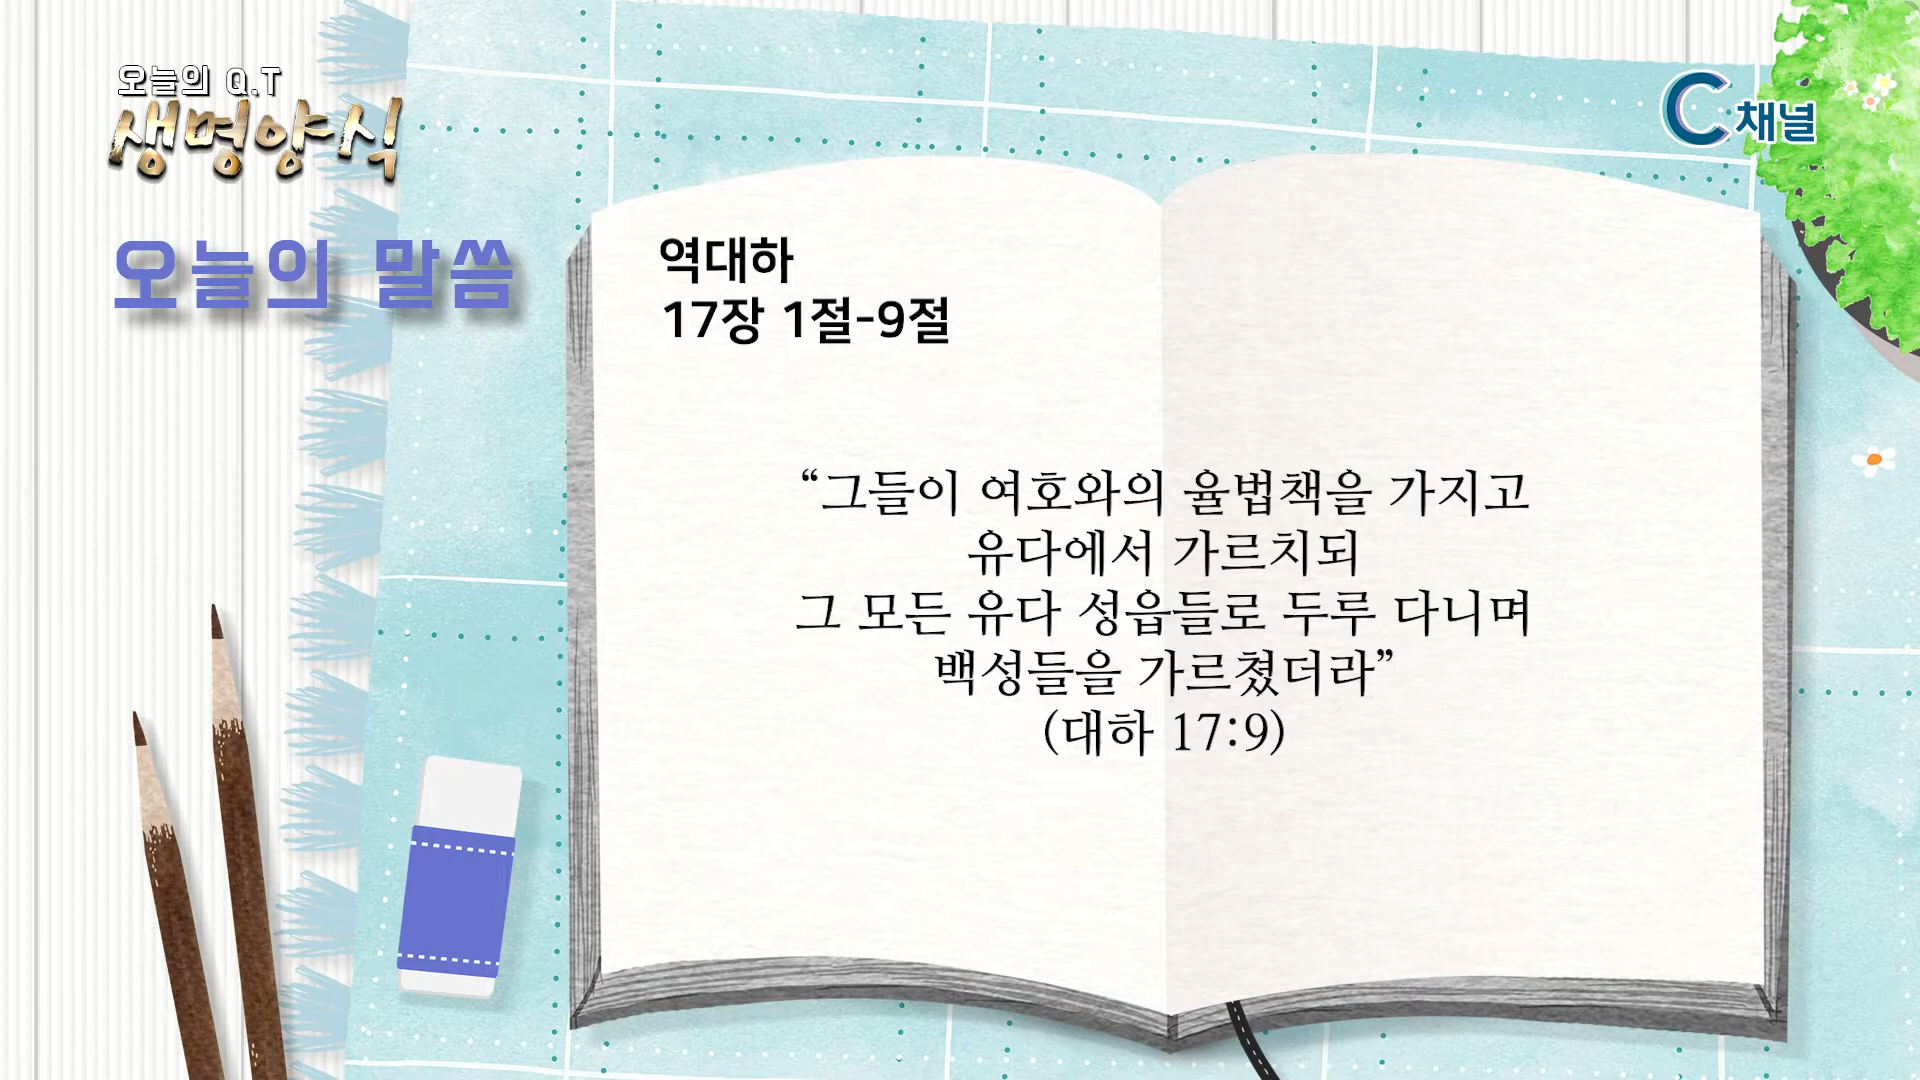 오늘의 Q.T
생명양식
C채널
오늘의 말씀
역대하
17장 1절-9절
“그들이 여호와의 율법책을 가지고
유다에서 가르치되
그 모든 유다 성읍들로 두루 다니며
백성들을 가르쳤더라”
(대하 17:9)